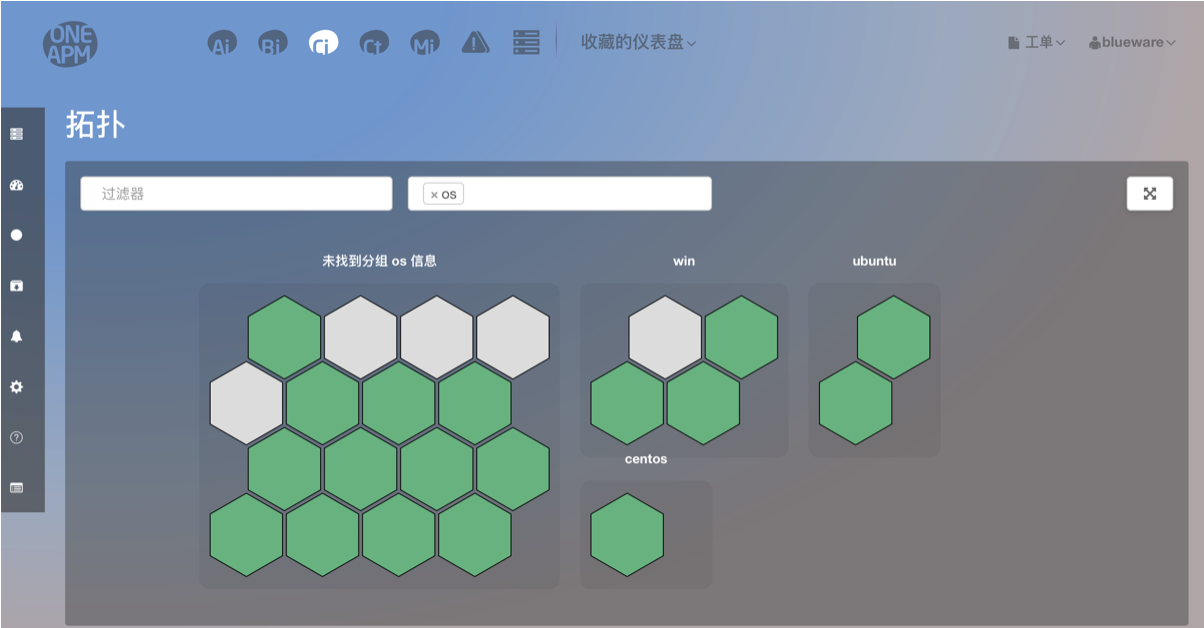 ONE
APM
Ai Bi Ci Ct Mi 收藏的仪表盘 工单 blueware
拓扑
过滤器 × os
未找到分组 os 信息 win ubuntu
centos